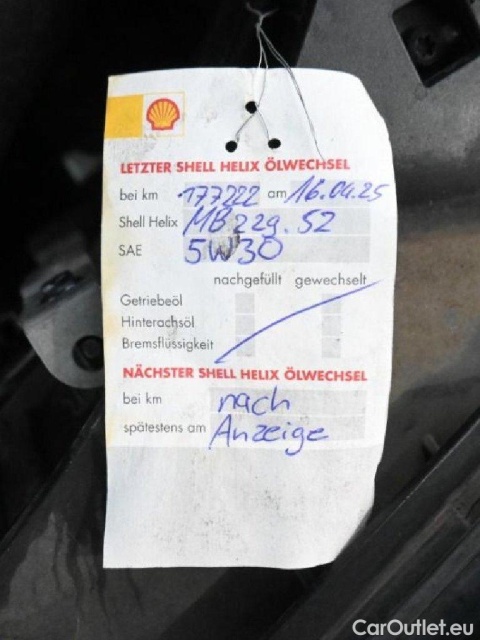 LETZTER SHELL HELIX ÖLWECHSEL
bei km 177222 am 16.04.25
Shell Helix MB 229.52
SAE 5W30
nachgefüllt gewechselt
Getriebeöl
Hinterachsöl
Bremsflüssigkeit
NÄCHSTER SHELL HELIX ÖLWECHSEL
bei km nach
spätestens am Anzeige
CarOutlet.eu